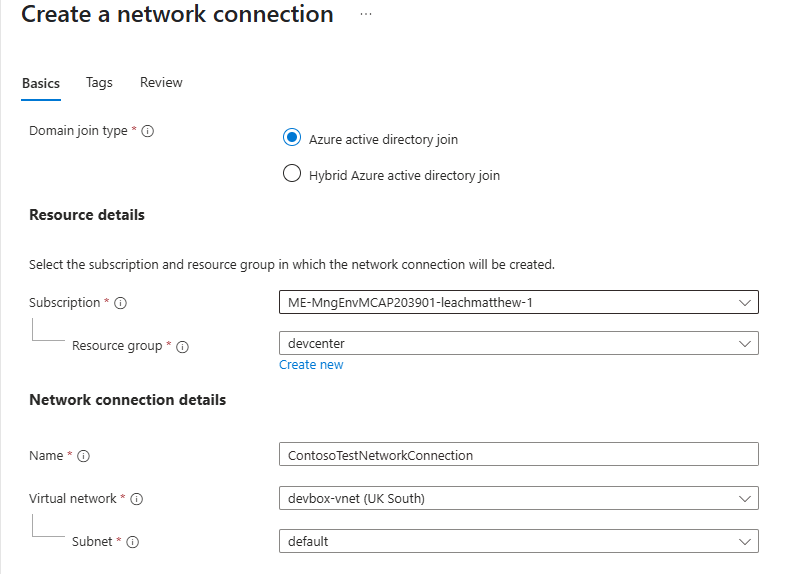 Create a network connection ...
Basics Tags Review
Domain join type *
Azure active directory join
Hybrid Azure active directory join
Resource details
Select the subscription and resource group in which the network connection will be created.
Subscription * ME-MngEnvMCAP203901-leachmatthew-1
Resource group * devcenter
Create new
Network connection details
Name * ContosoTestNetworkConnection
Virtual network * devbox-vnet (UK South)
Subnet * default